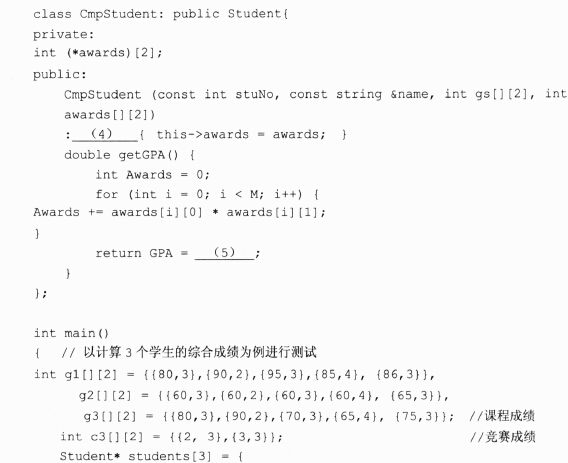 class CmpStudent: public Student{
private:
int (*awards)[2];
public:
CmpStudent (const int stuNo, const string &name, int gs[][2], int
awards[][2])
:  (4)  { this->awards = awards; }
double getGPA() {
int Awards = 0;
for (int i = 0; i < M; i++) {
Awards += awards[i][0] * awards[i][1];
}
return GPA =  (5)  ;
}
};
int main()
{ // 以计算3个学生的综合成绩为例进行测试
int g1[][2] = {{80,3},{90,2},{95,3},{85,4}, {86,3}},
g2[][2] = {{60,3},{60,2},{60,3},{60,4}, {65,3}},
g3[][2] = {{80,3},{90,2},{70,3},{65,4}, {75,3}}; //课程成绩
int c3[][2] = {{2, 3},{3,3}}; //竞赛成绩
Student* students[3] = {